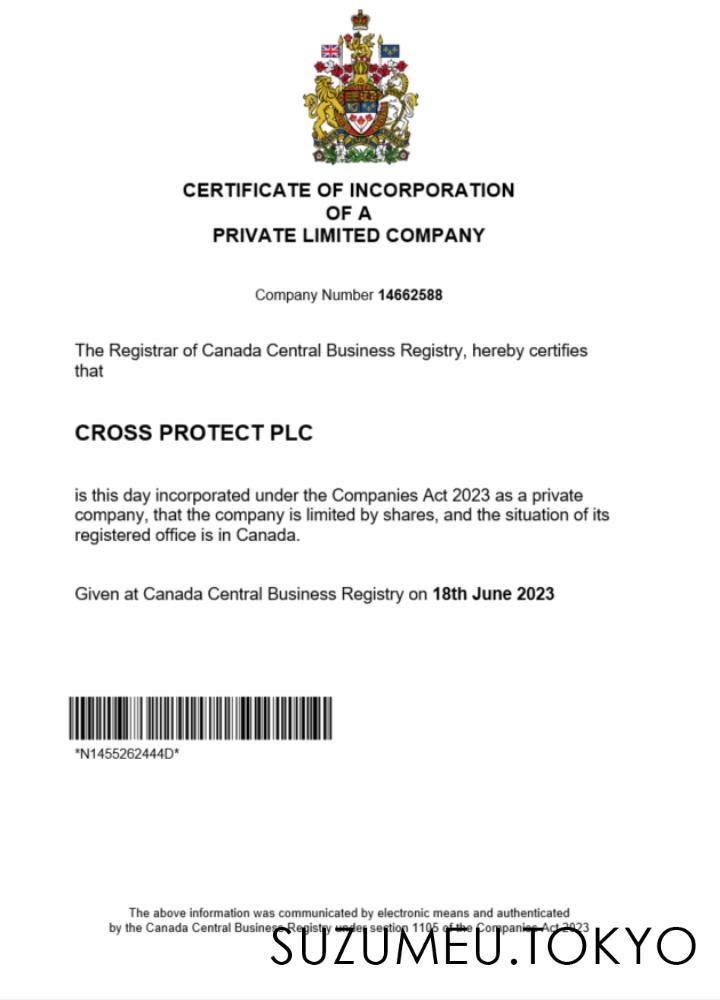 CERTIFICATE OF INCORPORATION
OF A
PRIVATE LIMITED COMPANY
Company Number 14662588
The Registrar of Canada Central Business Registry, hereby certifies
that
CROSS PROTECT PLC
is this day incorporated under the Companies Act 2023 as a private
company, that the company is limited by shares, and the situation of its
registered office is in Canada.
Given at Canada Central Business Registry on 18th June 2023
*N1455262444D*
The above information was communicated by electronic means and authenticated
by the Canada Central Business Registry under section 1105 of the Companies Act 2023
SUZUMEU.TOKYO